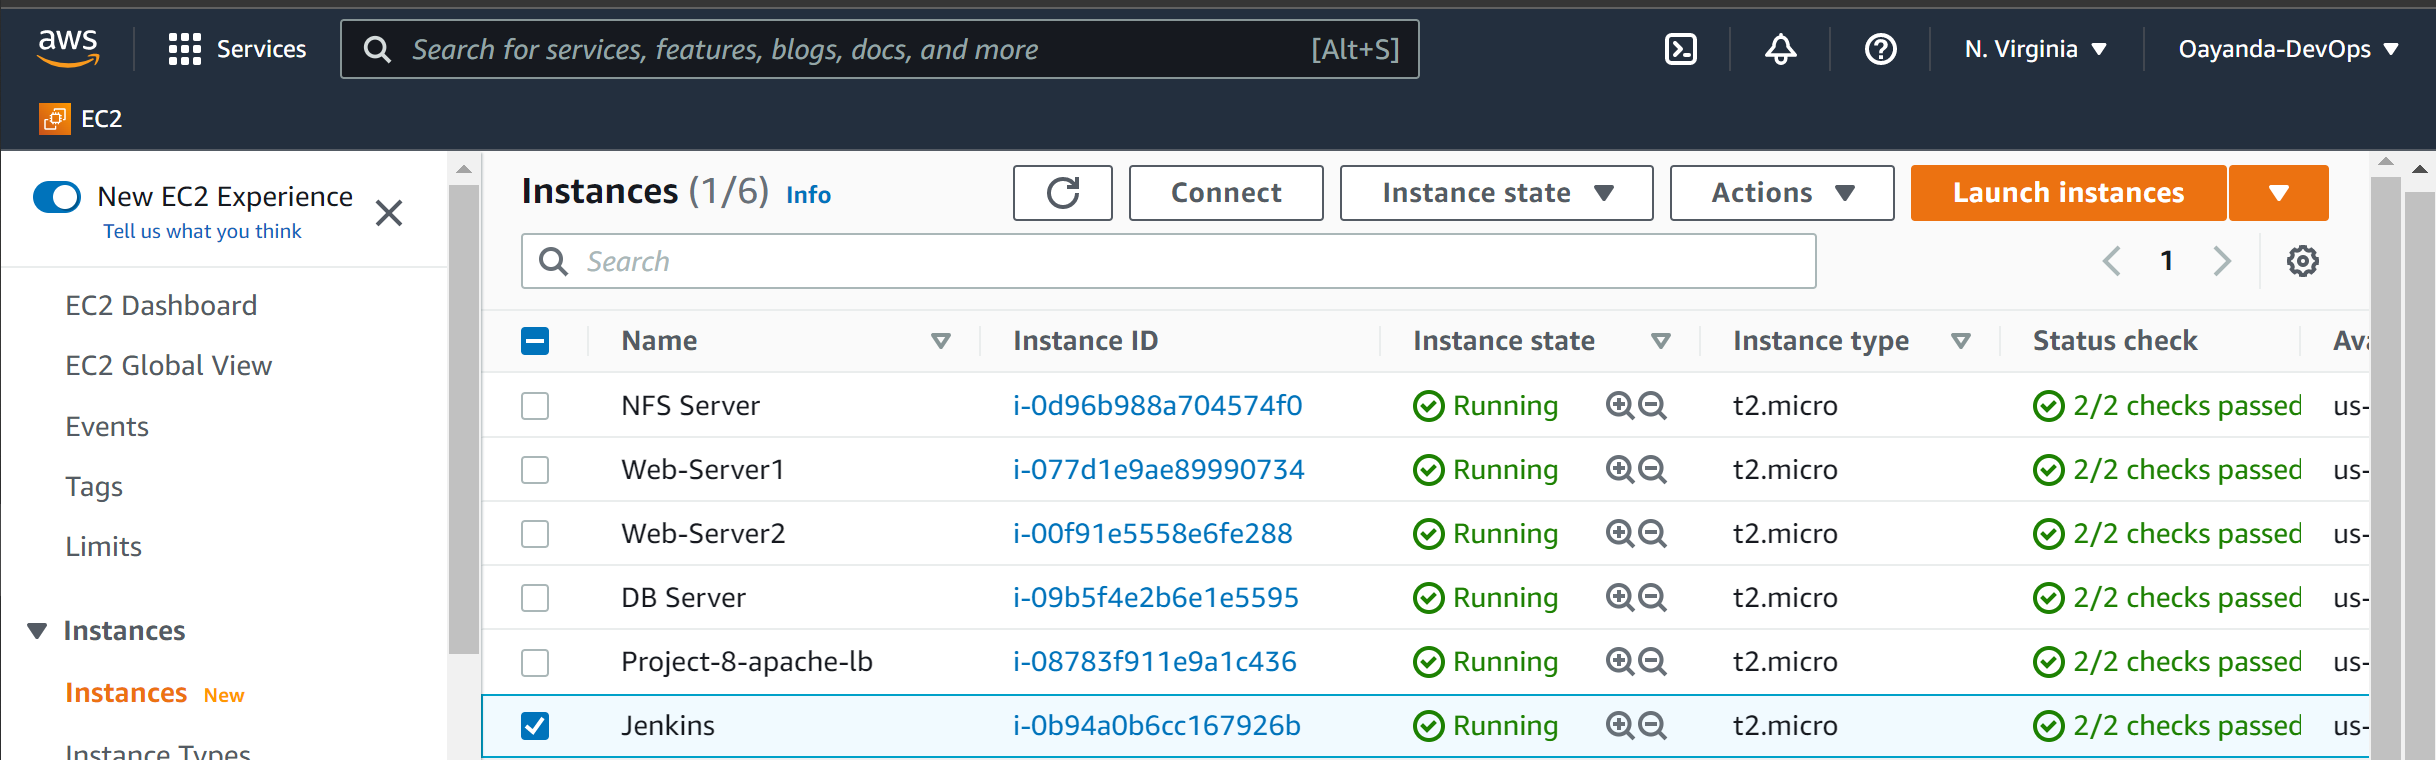 aws Services Search for services, features, blogs, docs, and more [Alt+S] N. Virginia Oayanda-DevOps
EC2
New EC2 Experience
Tell us what you think
EC2 Dashboard
EC2 Global View
Events
Tags
Limits
Instances
Instances New
Instance Types
Instances (1/6) Info Connect Instance state Actions Launch instances
Search 1
Name Instance ID Instance state Instance type Status check Ava
NFS Server i-0d96b988a704574f0 Running t2.micro 2/2 checks passed us-
Web-Server1 i-077d1e9ae89990734 Running t2.micro 2/2 checks passed us-
Web-Server2 i-00f91e5558e6fe288 Running t2.micro 2/2 checks passed us-
DB Server i-09b5f4e2b6e1e5595 Running t2.micro 2/2 checks passed us-
Project-8-apache-lb i-08783f911e9a1c436 Running t2.micro 2/2 checks passed us-
Jenkins i-0b94a0b6cc167926b Running t2.micro 2/2 checks passed us-